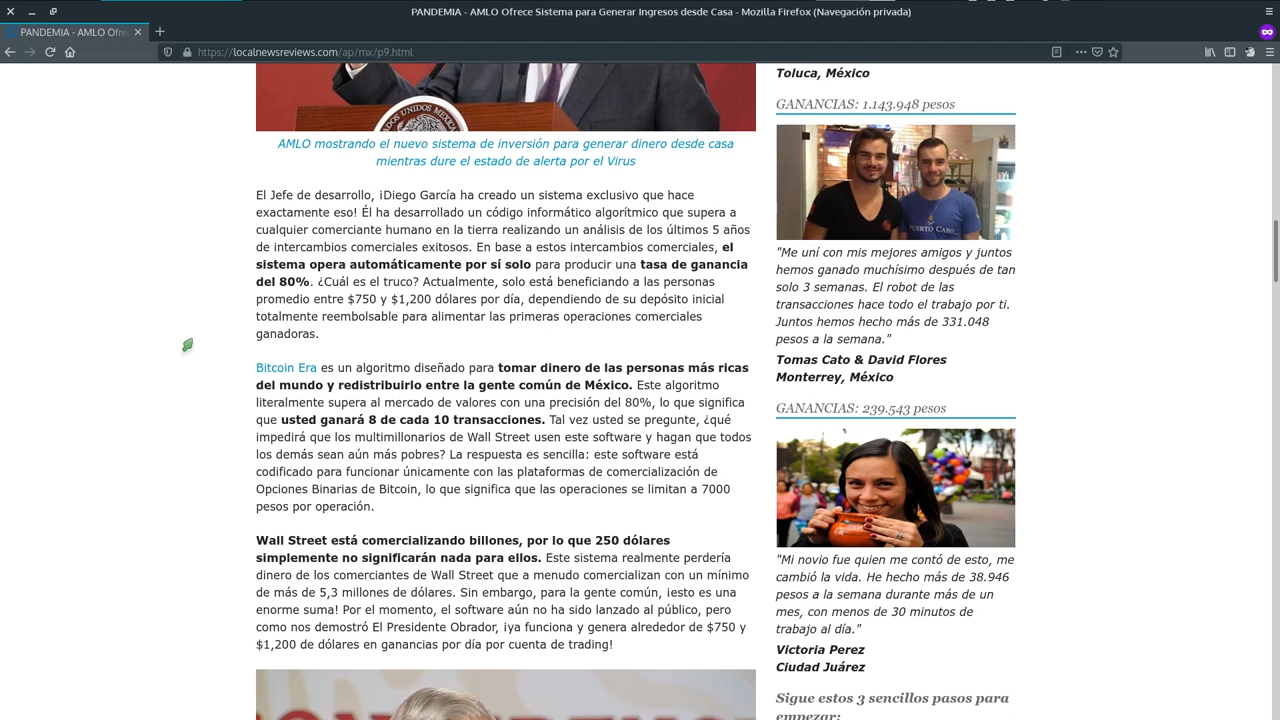 PANDEMIA - AMLO Ofrece Sistema para Generar Ingresos desde Casa - Mozilla Firefox (Navegación privada)
PANDEMIA - AMLO Ofre
https://localnewsreviews.com/ap/mx/p9.html
UNIDOS MEXICANOS
AMLO mostrando el nuevo sistema de inversión para generar dinero desde casa
mientras dure el estado de alerta por el Virus
El Jefe de desarrollo, ¡Diego García ha creado un sistema exclusivo que hace
exactamente eso! Él ha desarrollado un código informático algorítmico que supera a
cualquier comerciante humano en la tierra realizando un análisis de los últimos 5 años
de intercambios comerciales exitosos. En base a estos intercambios comerciales, el
sistema opera automáticamente por sí solo para producir una tasa de ganancia
del 80%. ¿Cuál es el truco? Actualmente, solo está beneficiando a las personas
promedio entre $750 y $1,200 dólares por día, dependiendo de su depósito inicial
totalmente reembolsable para alimentar las primeras operaciones comerciales
ganadoras.
Bitcoin Era es un algoritmo diseñado para tomar dinero de las personas más ricas
del mundo y redistribuirlo entre la gente común de México. Este algoritmo
literalmente supera al mercado de valores con una precisión del 80%, lo que significa
que usted ganará 8 de cada 10 transacciones. Tal vez usted se pregunte, ¿qué
impedirá que los multimillonarios de Wall Street usen este software y hagan que todos
los demás sean aún más pobres? La respuesta es sencilla: este software está
codificado para funcionar únicamente con las plataformas de comercialización de
Opciones Binarias de Bitcoin, lo que significa que las operaciones se limitan a 7000
pesos por operación.
Wall Street está comercializando billones, por lo que 250 dólares
simplemente no significarán nada para ellos. Este sistema realmente perdería
dinero de los comerciantes de Wall Street que a menudo comercializan con un mínimo
de más de 5,3 millones de dólares. Sin embargo, para la gente común, ¡esto es una
enorme suma! Por el momento, el software aún no ha sido lanzado al público, pero
como nos demostró El Presidente Obrador, ¡ya funciona y genera alrededor de $750 y
$1,200 de dólares en ganancias por día por cuenta de trading!
Toluca, México
GANANCIAS: 1.143.948 pesos
PUERTO CABO
"Me uní con mis mejores amigos y juntos
hemos ganado muchísimo después de tan
solo 3 semanas. El robot de las
transacciones hace todo el trabajo por ti.
Juntos hemos hecho más de 331.048
pesos a la semana."
Tomas Cato & David Flores
Monterrey, México
GANANCIAS: 239.543 pesos
"Mi novio fue quien me contó de esto, me
cambió la vida. He hecho más de 38.946
pesos a la semana durante más de un
mes, con menos de 30 minutos de
trabajo al día."
Victoria Perez
Ciudad Juárez
Sigue estos 3 sencillos pasos para
empezar: